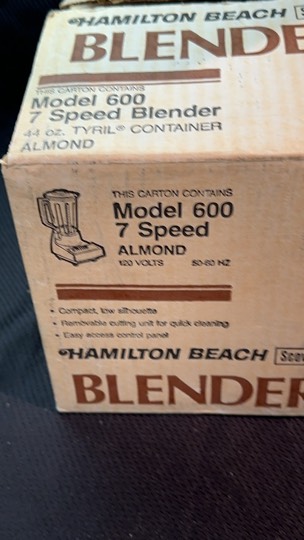 HAMILTON BEACH
BLENDE
THIS CARTON CONTAINS
Model 600
7 Speed Blender
44 oz. TYRIL® CONTAINER
ALMOND
THIS CARTON CONTAINS
Model 600
7 Speed
ALMOND
120 VOLTS 50-60 HZ
• Compact, low silhouette
• Removable cutting unit for quick cleaning
• Easy access control panel
HAMILTON BEACH Scov
BLENDER